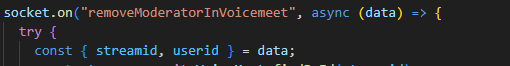 socket.on("removeModeratorInVoicemeet", async (data) => {
try {
const { streamid, userid } = data;